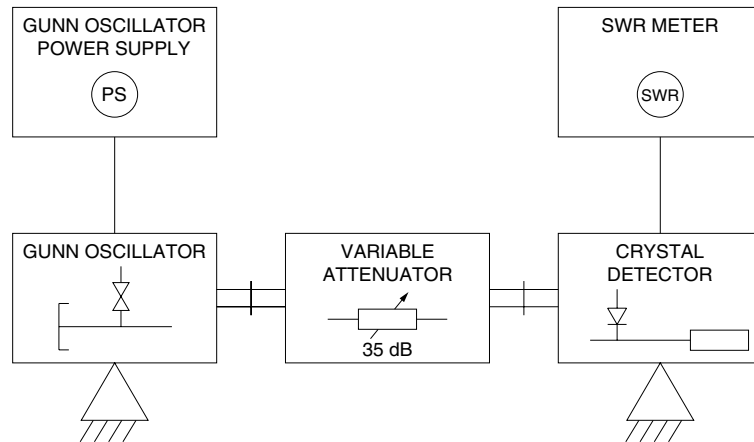 GUNN OSCILLATOR
POWER SUPPLY
PS
SWR METER
SWR
GUNN OSCILLATOR
VARIABLE
ATTENUATOR
35 dB
CRYSTAL
DETECTOR